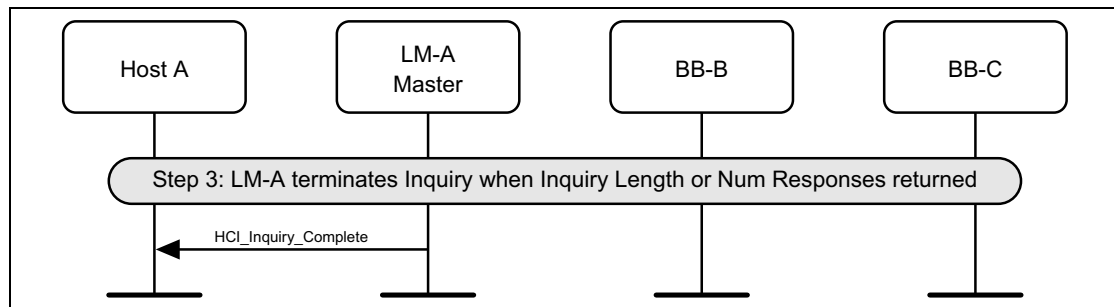 Host A
LM-A
Master
BB-B
BB-C
Step 3: LM-A terminates Inquiry when Inquiry Length or Num Responses returned
HCI_Inquiry_Complete